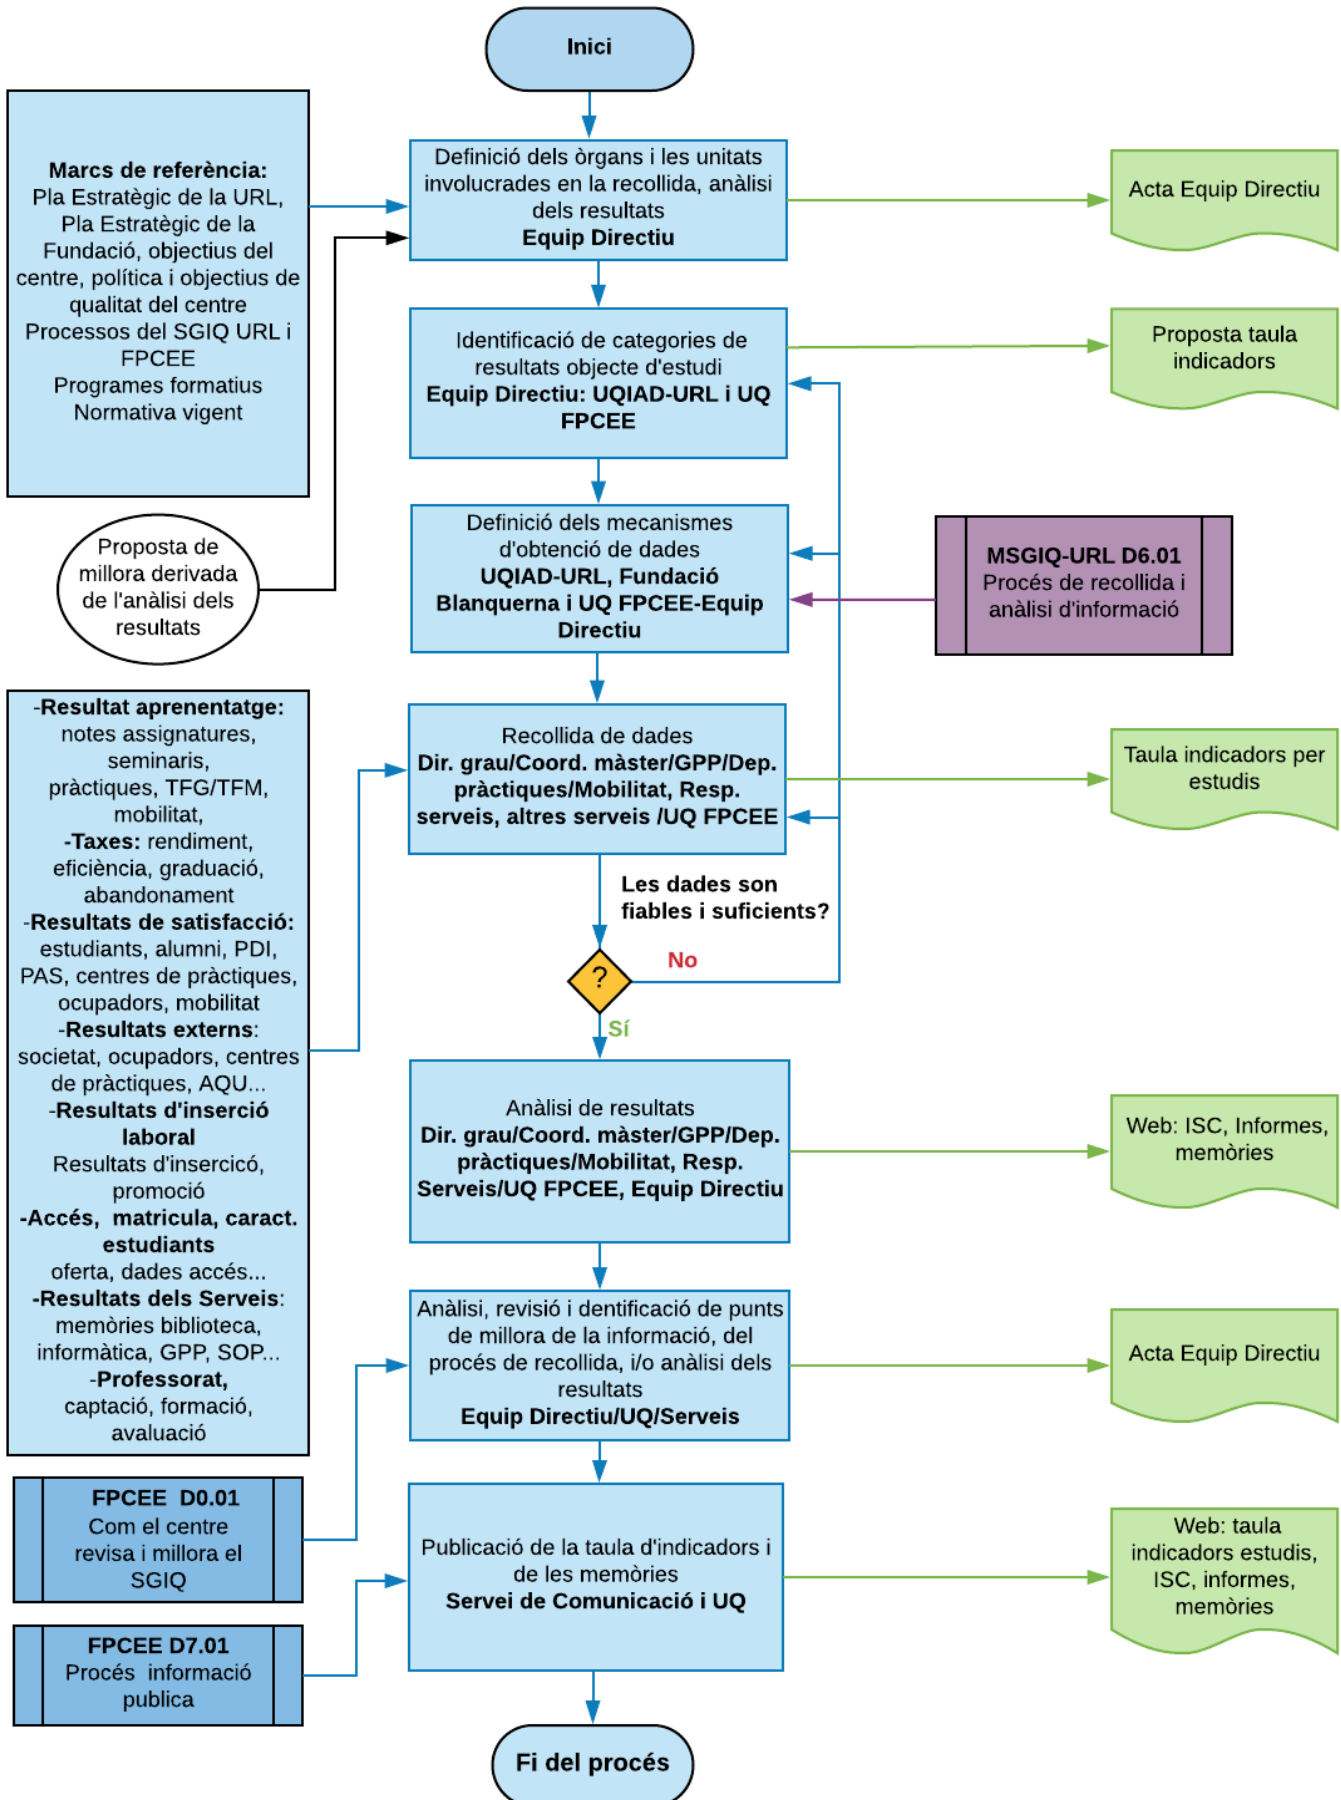 Inici
Marcs de referència:
Pla Estratègic de la URL,
Pla Estratègic de la
Fundació, objectius del
centre, política i objectius de
qualitat del centre
Processos del SGIQ URL i
FPCEE
Programes formatius
Normativa vigent
Definició dels òrgans i les unitats
involucrades en la recollida, anàlisi
dels resultats
Equip Directiu
Acta Equip Directiu
Identificació de categories de
resultats objecte d'estudi
Equip Directiu: UQIAD-URL i UQ
FPCEE
Proposta taula
indicadors
Proposta de
millora derivada
de l'anàlisi dels
resultats
Definició dels mecanismes
d'obtenció de dades
UQIAD-URL, Fundació
Blanquerna i UQ FPCEE-Equip
Directiu
MSGIQ-URL D6.01
Procés de recollida i
anàlisi d'informació
-Resultat aprenentatge:
notes assignatures,
seminaris,
pràctiques, TFG/TFM,
mobilitat,
-Taxes: rendiment,
eficiència, graduació,
abandonament
-Resultats de satisfacció:
estudiants, alumni, PDI,
PAS, centres de pràctiques,
ocupadors, mobilitat
-Resultats externs:
societat, ocupadors, centres
de pràctiques, AQU...
-Resultats d'inserció
laboral
Resultats d'insercició,
promoció
-Accés,  matricula, caract.
estudiants
oferta, dades accés...
-Resultats dels Serveis:
memòries biblioteca,
informàtica, GPP, SOP...
-Professorat,
captació, formació,
avaluació
Recollida de dades
Dir. grau/Coord. màster/GPP/Dep.
pràctiques/Mobilitat, Resp.
serveis, altres serveis /UQ FPCEE
Taula indicadors per
estudis
Les dades son
fiables i suficients?
?
No
Sí
Anàlisi de resultats
Dir. grau/Coord. màster/GPP/Dep.
pràctiques/Mobilitat, Resp.
Serveis/UQ FPCEE, Equip Directiu
Web: ISC, Informes,
memòries
Anàlisi, revisió i dentificació de punts
de millora de la informació, del
procés de recollida, i/o anàlisi dels
resultats
Equip Directiu/UQ/Serveis
Acta Equip Directiu
FPCEE  D0.01
Com el centre
revisa i millora el
SGIQ
Publicació de la taula d'indicadors i
de les memòries
Servei de Comunicació i UQ
Web: taula
indicadors estudis,
ISC, informes,
memòries
FPCEE D7.01
Procés  informació
publica
Fi del procés